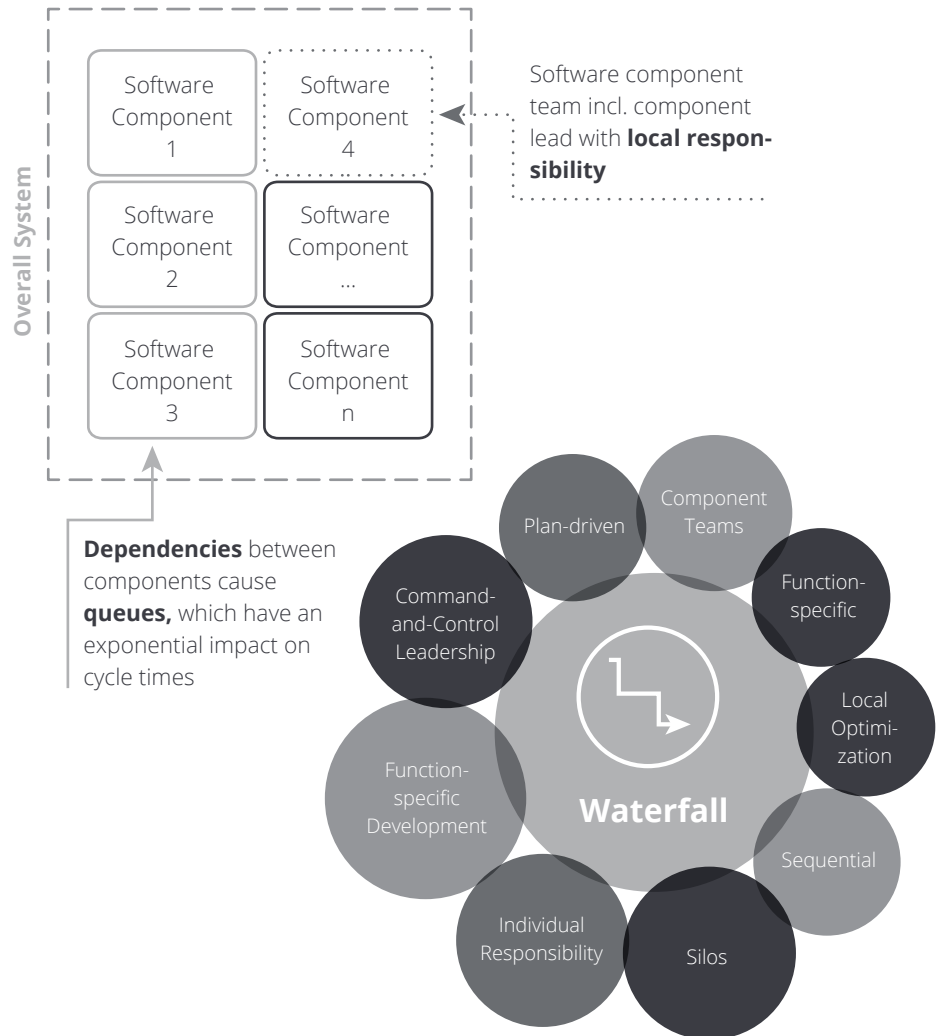 Overall System
Software
Component
1
Software
Component
4
Software
Component
2
Software
Component
...
Software
Component
3
Software
Component
n
Software component
team incl. component
lead with local respon-
sibility
Dependencies between
components cause
queues, which have an
exponential impact on
cycle times
Plan-driven
Component
Teams
Command-
and-Control
Leadership
Function-
specific
Local
Optimi-
zation
Function-
specific
Development
Waterfall
Sequential
Individual
Responsibility
Silos